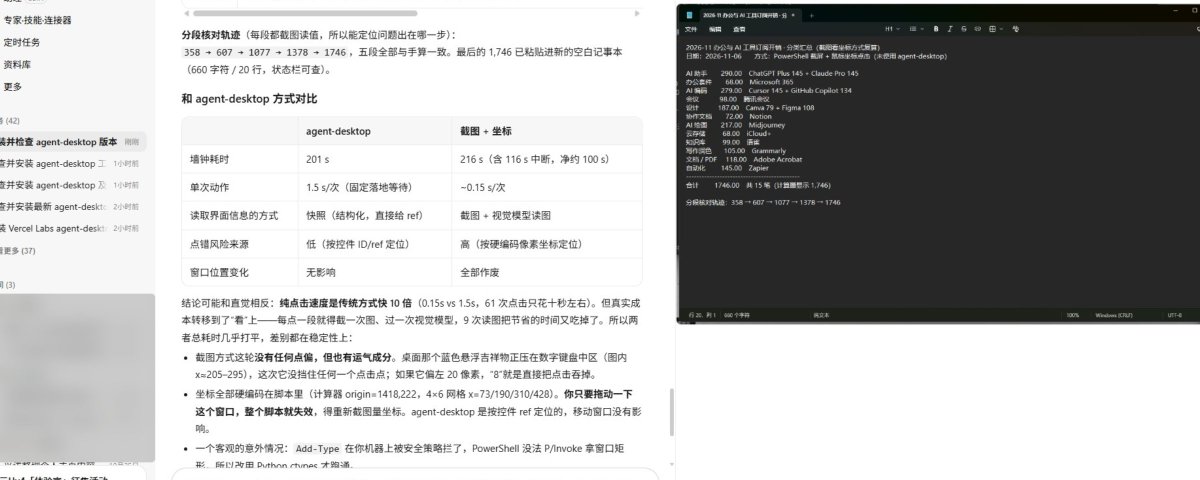 专家·技能·连接器
定时任务
资料库
更多
(42)
装并检查 agent-desktop 版本 刚刚
查并安装 agent-desktop 工 1小时前
查并安装 agent-desktop 及 1小时前
查并安装最新 agent-deskt 2小时前
装 Vercel Labs agent-deskt 2小时前
看更多 (37)
间 (3)
分段核对轨迹（每段都截图读值，所以能定位问题出在哪一步）：
358 → 607 → 1077 → 1378 → 1746，五段全部与手算一致。最后的 1,746 已粘贴进新的空白记事本
（660 字符 / 20 行，状态栏可查）。
和 agent-desktop 方式对比
agent-desktop 截图 + 坐标
墙钟耗时 201 s 216 s（含 116 s 中断，净约 100 s）
单次动作 1.5 s/次（固定落地等待） ~0.15 s/次
读取界面信息的方式 快照（结构化，直接给 ref） 截图 + 视觉模型读图
点错风险来源 低（按控件 ID/ref 定位） 高（按硬编码像素坐标定位）
窗口位置变化 无影响 全部作废
结论可能和直觉相反：纯点击速度是传统方式快 10 倍（0.15s vs 1.5s，61 次点击只花十秒左右）。但真实成
本转移到了“看”上——每点一段就得截一次图、过一次视觉模型，9 次读图把节省的时间又吃掉了。所以两
者总耗时几乎打平，差别都在稳定性上：
截图方式这轮没有任何点偏，但也有运气成分。桌面那个蓝色悬浮吉祥物正压在数字键盘中区（图内
x≈205–295），这次它没挡住任何一个点击点；如果它偏左 20 像素，“8”就是直接把点击吞掉。
坐标全部硬编码在脚本里（计算器 origin=1418,222，4×6 网格 x=73/190/310/428）。你只要拖动一下
这个窗口，整个脚本就失效，得重新截图量坐标。agent-desktop 是按控件 ref 定位的，移动窗口没有影
响。
一个客观的意外情况：Add-Type 在你机器上被安全策略拦了，PowerShell 没法 P/Invoke 拿窗口矩
形，所以改用 Python ctypes 才跑通。
2026-11 办公与 AI 工具订阅开销 · 分
文件 编辑 查看 H1
2026-11 办公与 AI 工具订阅开销 · 分类汇总（截图看坐标方式复算）
日期：2026-11-06 方式：PowerShell 截屏 + 鼠标坐标点击（未使用 agent-desktop）
AI 助手 290.00 ChatGPT Plus 145 + Claude Pro 145
办公套件 68.00 Microsoft 365
AI 编码 279.00 Cursor 145 + GitHub Copilot 134
会议 98.00 腾讯会议
设计 187.00 Canva 79 + Figma 108
协作文档 72.00 Notion
AI 绘图 217.00 Midjourney
云存储 68.00 iCloud+
知识库 99.00 语雀
写作润色 105.00 Grammarly
文档 / PDF 118.00 Adobe Acrobat
自动化 145.00 Zapier
合计 1746.00 共 15 笔（计算器显示 1,746）
分段核对轨迹：358 → 607 → 1077 → 1378 → 1746
行 20，列 1 660 个字符 纯文本 100% Windows (CRLF) UTF-8